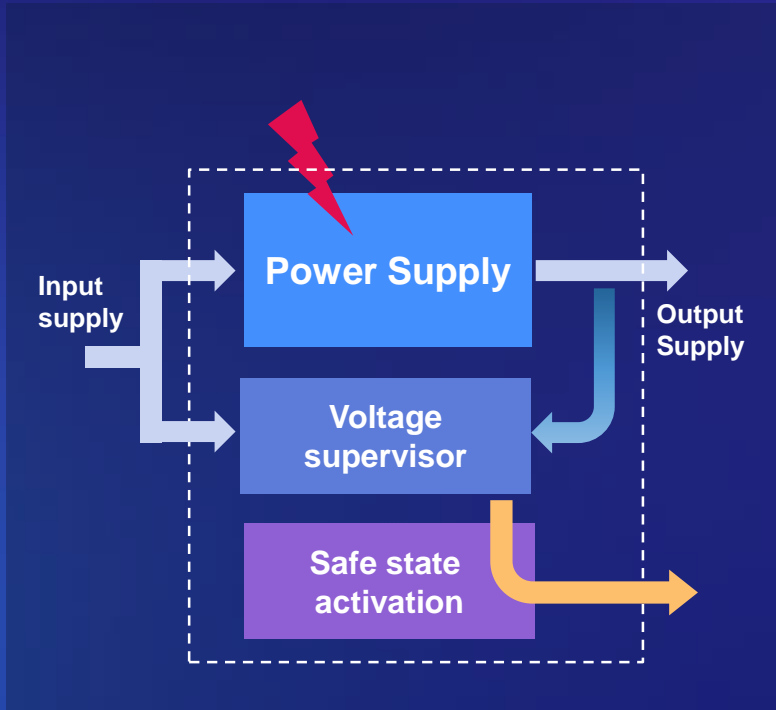 Power Supply
Input
supply
Output
Supply
Voltage
supervisor
Safe state
activation